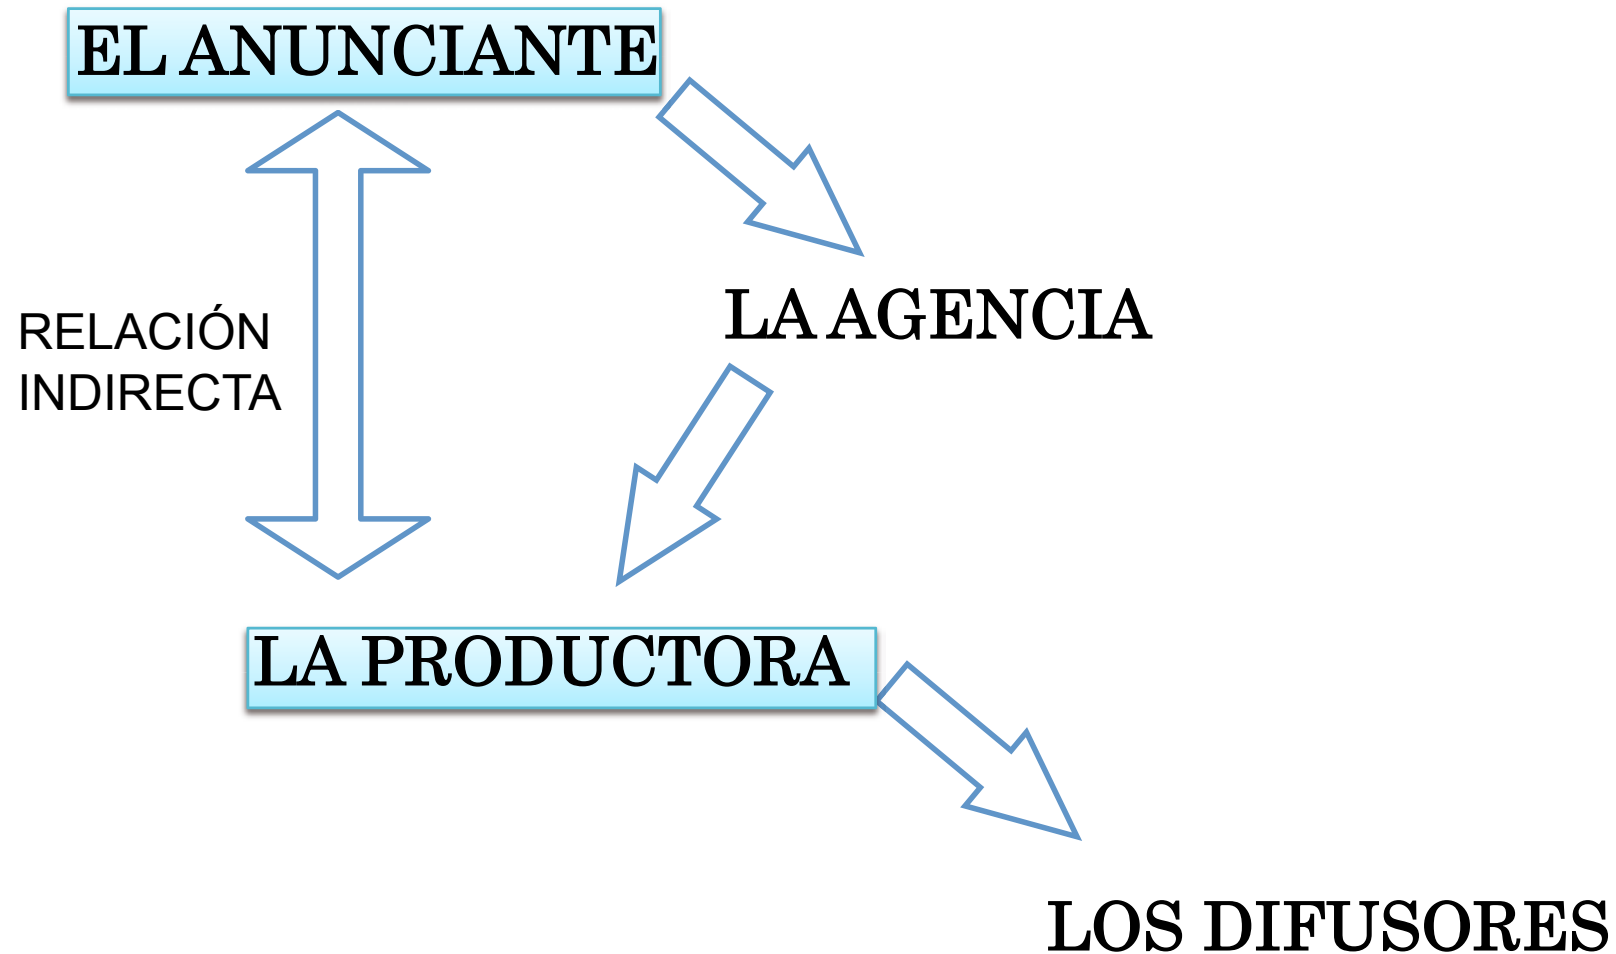 EL ANUNCIANTE
LA AGENCIA
RELACIÓN
INDIRECTA
LA PRODUCTORA
LOS DIFUSORES